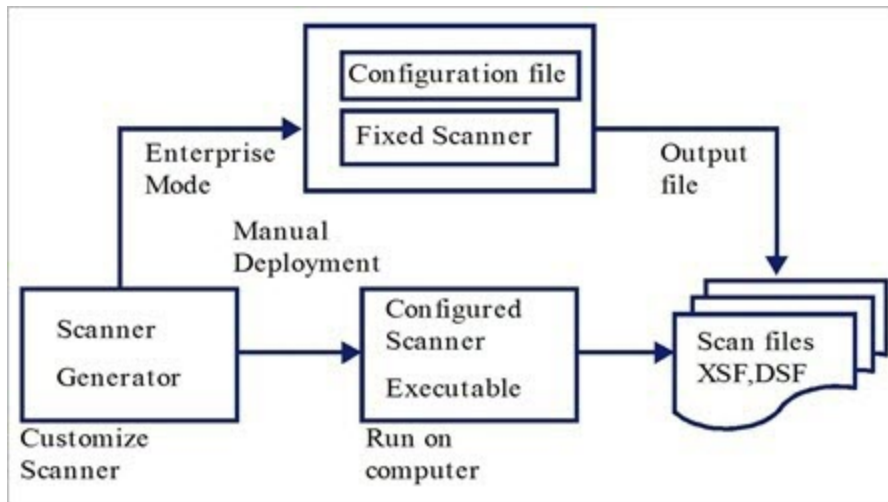 Configuration file
Fixed Scanner
Enterprise
Mode
Output
file
Manual
Deployment
Scanner
Generator
Configured
Scanner
Executable
Scan files
XSF,DSF
Customize
Scanner
Run on
computer